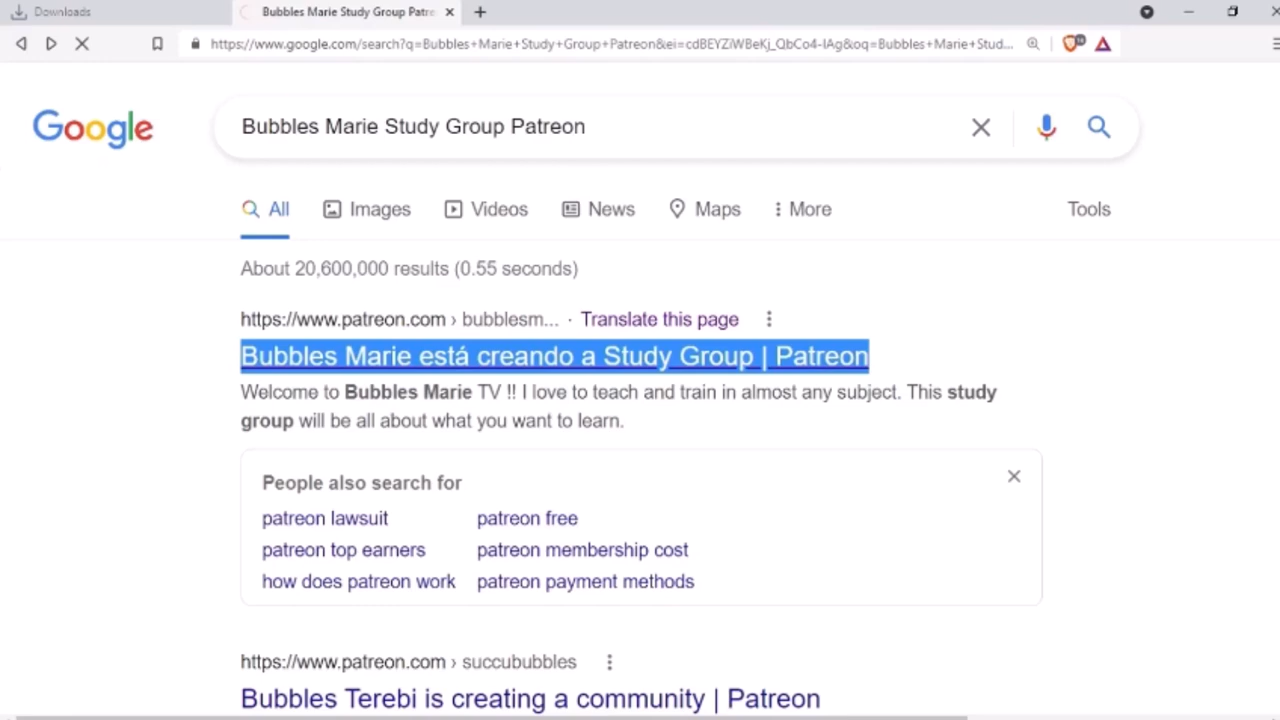 Downloads
Bubbles Marie Study Group Patre
https://www.google.com/search?q=Bubbles+Marie+Study+Group+Patreon&ei=cdBEYZiWBeKj_QbCo4-IAg&oq=Bubbles+Marie+Stud...
Google
Bubbles Marie Study Group Patreon
All Images Videos News Maps More Tools
About 20,600,000 results (0.55 seconds)
https://www.patreon.com › bubblesm... · Translate this page
Bubbles Marie está creando a Study Group | Patreon
Welcome to Bubbles Marie TV !! I love to teach and train in almost any subject. This study
group will be all about what you want to learn.
People also search for
patreon lawsuit patreon free
patreon top earners patreon membership cost
how does patreon work patreon payment methods
https://www.patreon.com › succububbles
Bubbles Terebi is creating a community | Patreon